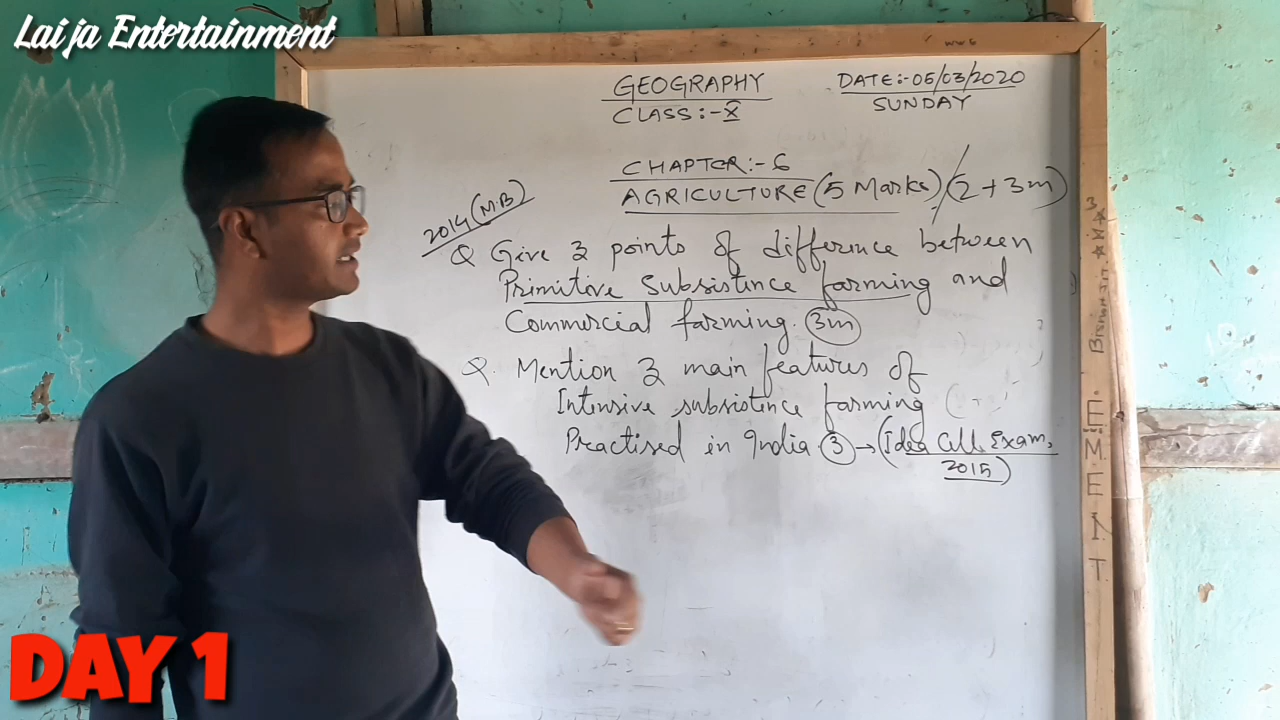 Lai ja Entertainment
GEOGRAPHY
CLASS:-X
DATE:-05/03/2020
SUNDAY
CHAPTER:-6
AGRICULTURE (5 Marks) (2+3m)
2014 (M.B)
Q Give 3 points of difference between
Primitive Subsistence farming and
Commercial farming. 3m
Q. Mention 3 main features of
Intensive subsistence farming
Practised in India 3 → (Idea Exam,
2015)
EMENT
DAY 1